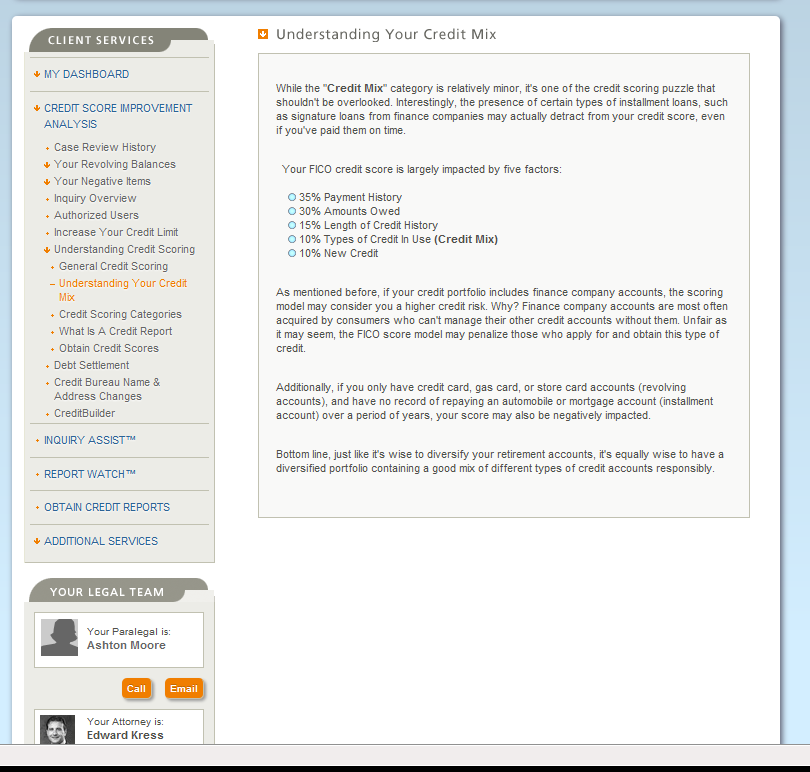 CLIENT SERVICES
MY DASHBOARD
CREDIT SCORE IMPROVEMENT
ANALYSIS
Case Review History
Your Revolving Balances
Your Negative Items
Inquiry Overview
Authorized Users
Increase Your Credit Limit
Understanding Credit Scoring
General Credit Scoring
Understanding Your Credit
Mix
Credit Scoring Categories
What Is A Credit Report
Obtain Credit Scores
Debt Settlement
Credit Bureau Name &
Address Changes
CreditBuilder
INQUIRY ASSIST™
REPORT WATCH™
OBTAIN CREDIT REPORTS
ADDITIONAL SERVICES
YOUR LEGAL TEAM
Your Paralegal is:
Ashton Moore
Call Email
Your Attorney is:
Edward Kress
Understanding Your Credit Mix
While the "Credit Mix" category is relatively minor, it's one of the credit scoring puzzle that
shouldn't be overlooked. Interestingly, the presence of certain types of installment loans, such
as signature loans from finance companies may actually detract from your credit score, even
if you've paid them on time.
Your FICO credit score is largely impacted by five factors:
35% Payment History
30% Amounts Owed
15% Length of Credit History
10% Types of Credit In Use (Credit Mix)
10% New Credit
As mentioned before, if your credit portfolio includes finance company accounts, the scoring
model may consider you a higher credit risk. Why? Finance company accounts are most often
acquired by consumers who can't manage their other credit accounts without them. Unfair as
it may seem, the FICO score model may penalize those who apply for and obtain this type of
credit.
Additionally, if you only have credit card, gas card, or store card accounts (revolving
accounts), and have no record of repaying an automobile or mortgage account (installment
account) over a period of years, your score may also be negatively impacted.
Bottom line, just like it's wise to diversify your retirement accounts, it's equally wise to have a
diversified portfolio containing a good mix of different types of credit accounts responsibly.